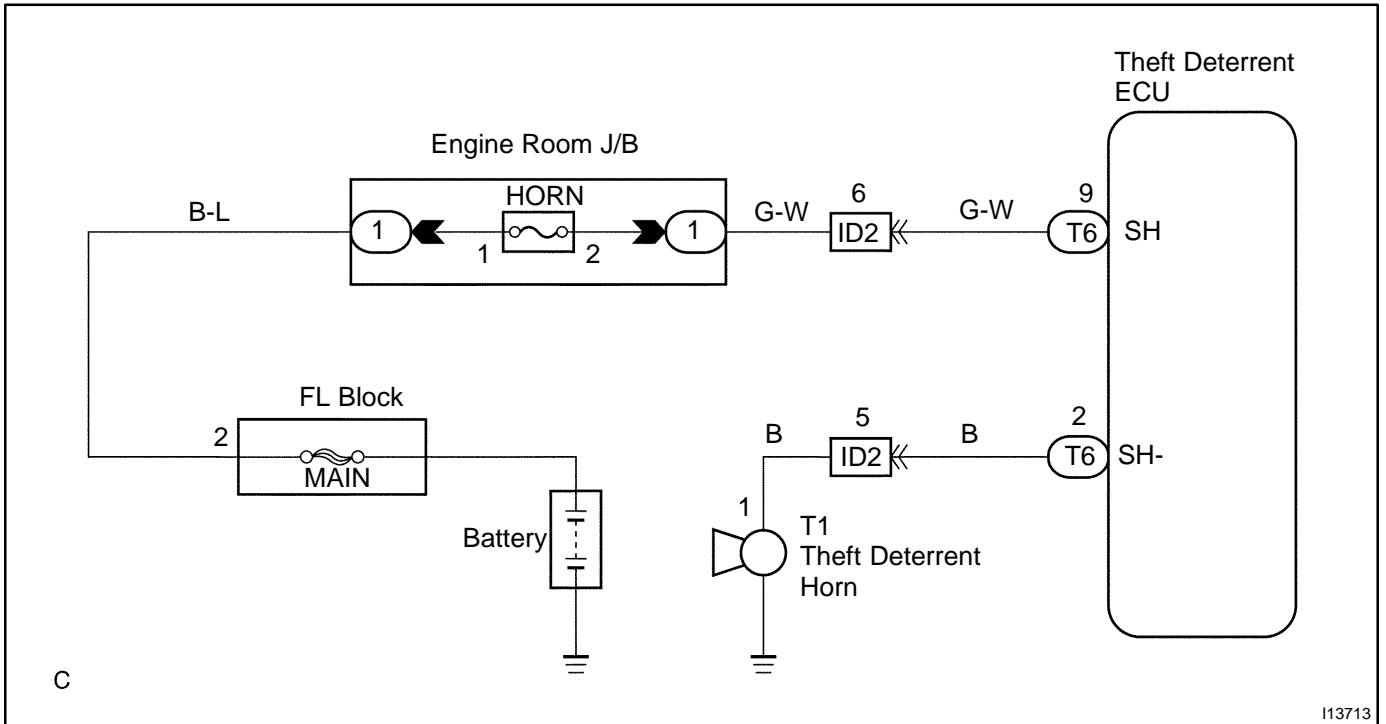 Theft Deterrent
ECU
Engine Room J/B
HORN
B-L
1
1
2
1
G-W
6
ID2
G-W
9
T6
SH
FL Block
2
MAIN
Battery
B
5
ID2
B
2
T6
SH-
1
T1
Theft Deterrent
Horn
C
I13713